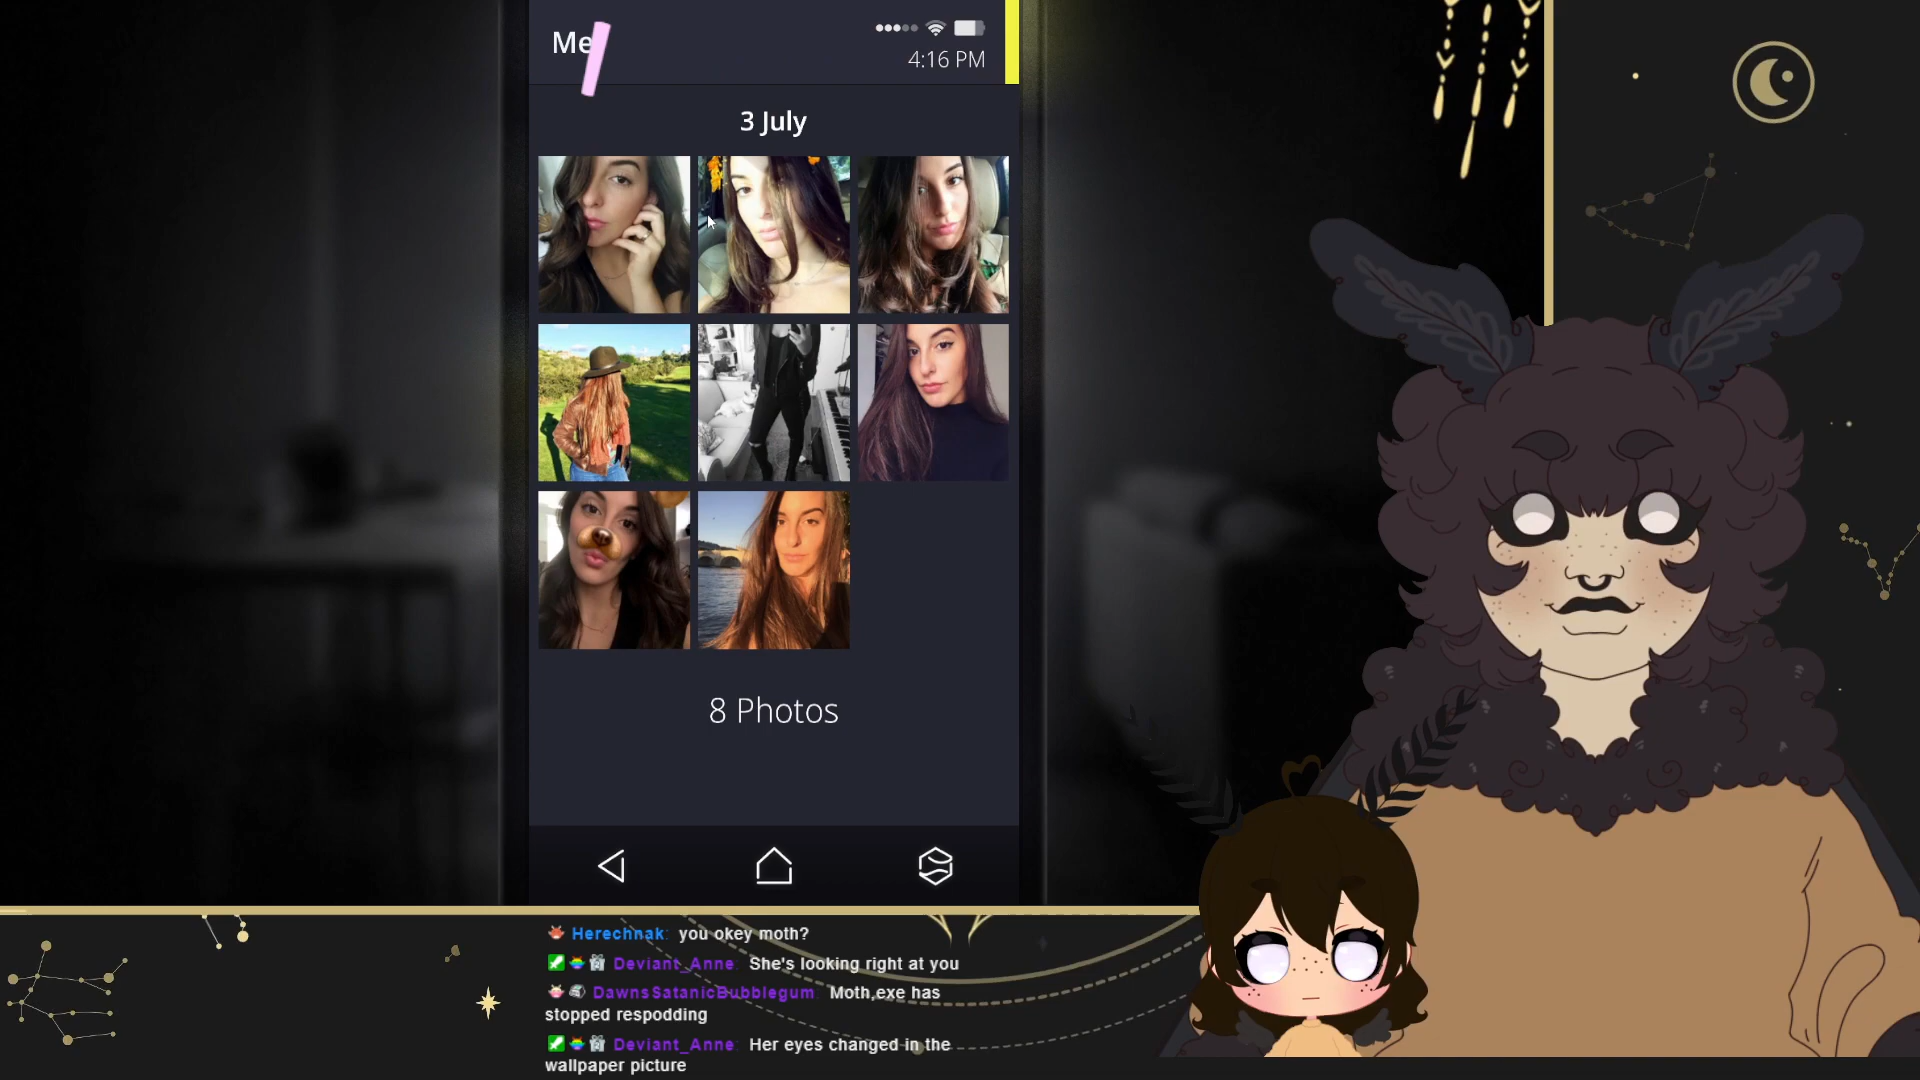 Me
4:16 PM
3 July
8 Photos
Herechnak: you okey moth?
Deviant_Anne: She's looking right at you
DawnsSatanicBubblegum: Moth,exe has
stopped respodding
Deviant_Anne: Her eyes changed in the
wallpaper picture